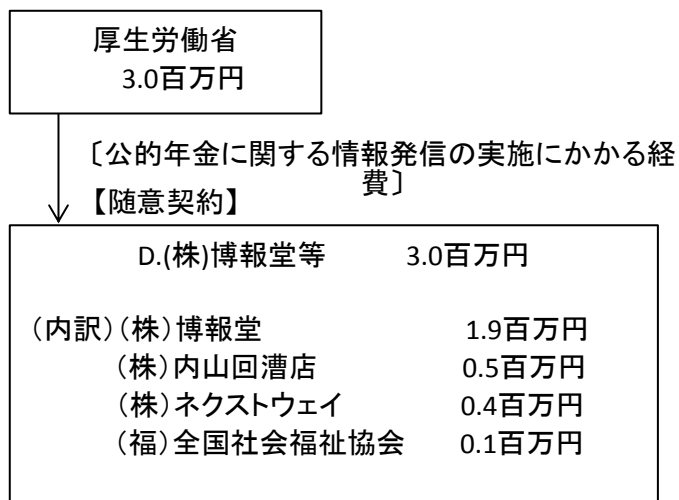 厚生労働省
3.0百万円
〔公的年金に関する情報発信の実施にかかる経
費〕
【随意契約】
D.(株)博報堂等 3.0百万円
（内訳）（株）博報堂 1.9百万円
（株）内山回漕店 0.5百万円
（株）ネクストウェイ 0.4百万円
（福）全国社会福祉協会 0.1百万円